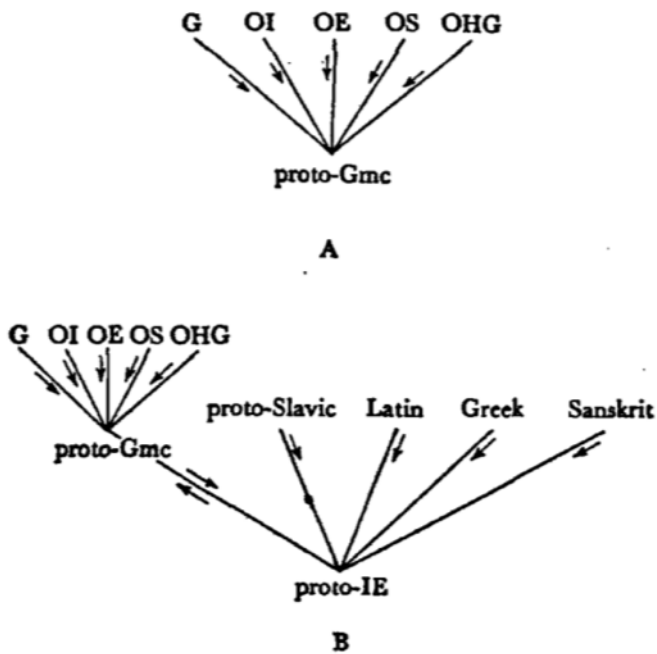 G OI OE OS OHG
proto-Gmc
A
G OI OE OS OHG
proto-Slavic Latin Greek Sanskrit
proto-Gmc
proto-IE
B